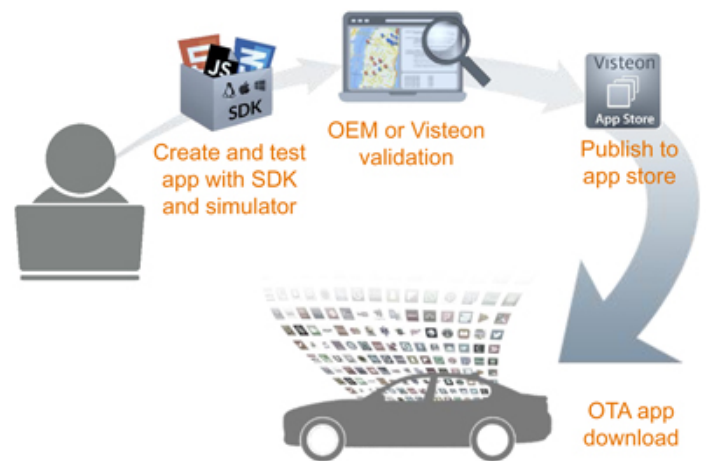 JS
SDK
Create and test
app with SDK
and simulator
OEM or Visteon
validation
Visteon
App Store
Publish to
app store
OTA app
download